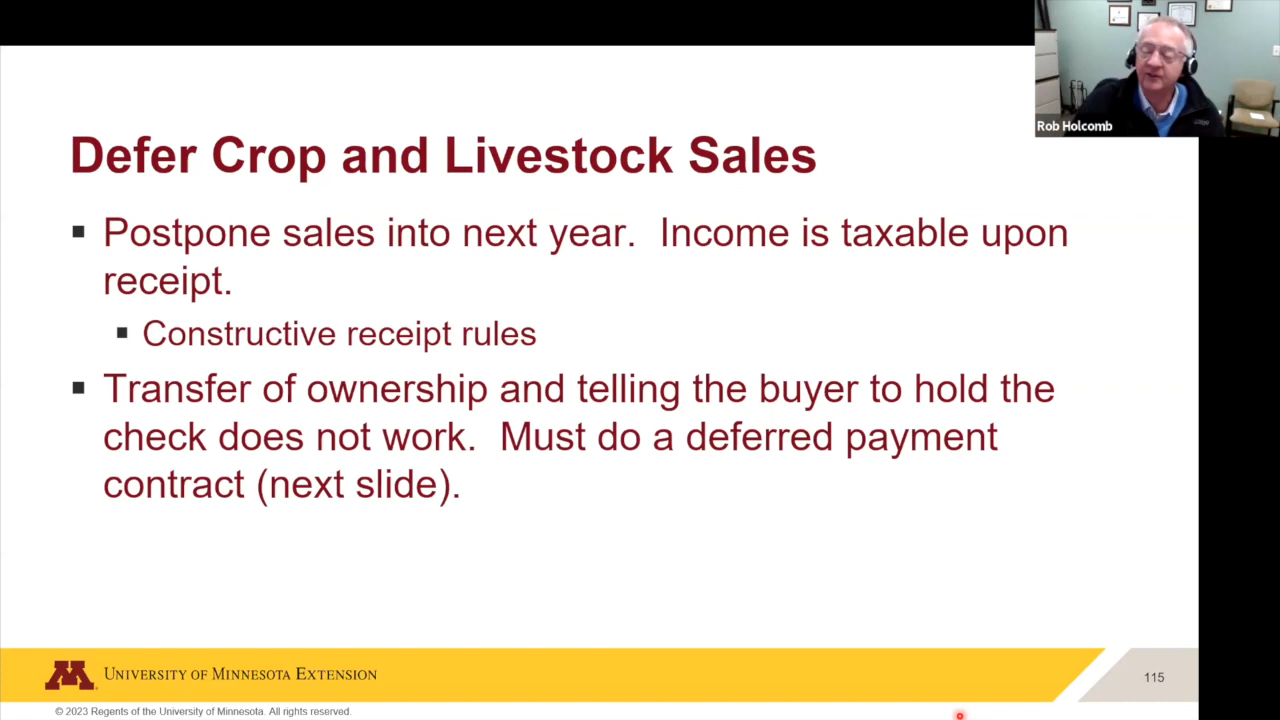 Rob Holcomb
Defer Crop and Livestock Sales
▪ Postpone sales into next year. Income is taxable upon
receipt.
▪ Constructive receipt rules
▪ Transfer of ownership and telling the buyer to hold the
check does not work. Must do a deferred payment
contract (next slide).
M
UNIVERSITY OF MINNESOTA EXTENSION
115
© 2023 Regents of the University of Minnesota. All rights reserved.